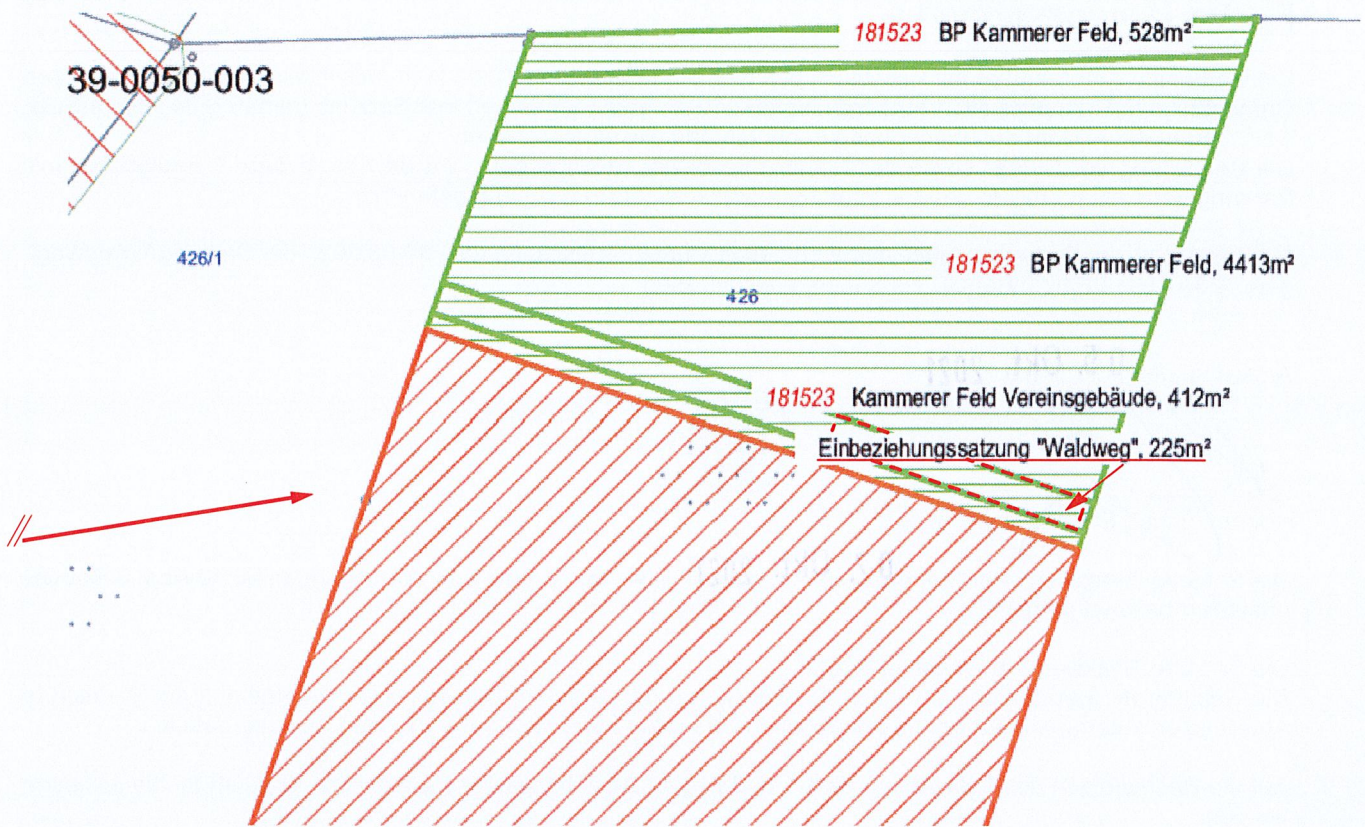 181523 BP Kammerer Feld, 528m²
39-0050-003
426/1
181523 BP Kammerer Feld, 4413m²
426
181523 Kammerer Feld Vereinsgebäude, 412m²
Einbeziehungssatzung "Waldweg", 225m²